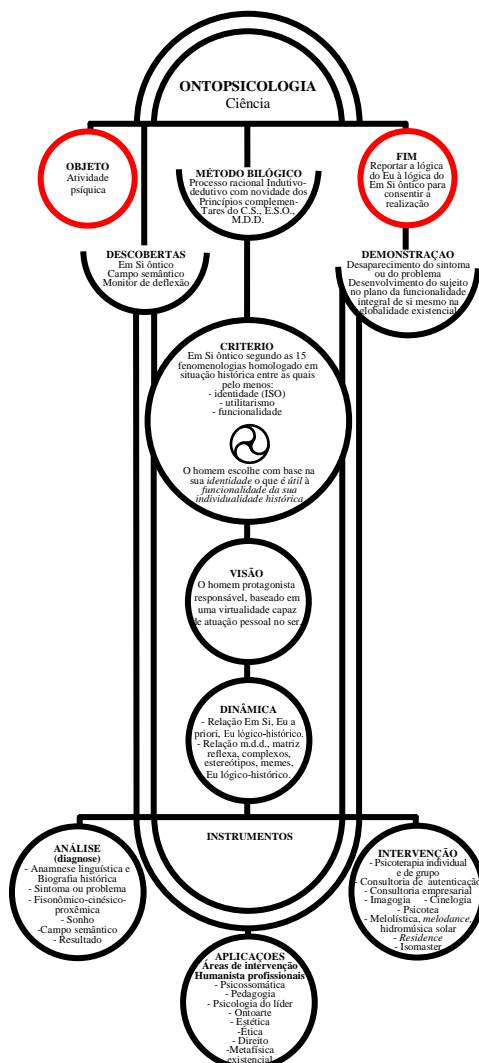 ONTOPSICOLOGIA
Ciência
OBJETO
Atividade
psíquica
MÉTODO BILÓGICO
Processo racional Indutivo-
dedutivo com novidade dos
Princípios complemen-
Tares do C.S., E.S.O.,
M.D.D.
FIM
Reportar a lógica
do Eu à lógica do
Em Si ôntico para
consentir a
realização
DESCOBERTAS
Em Si ôntico
Campo semântico
Monitor de deflexão
DEMONSTRAÇAO
Desaparecimento do sintoma
ou do problema
Desenvolvimento do sujeito
no plano da funcionalidade
integral de si mesmo na
globalidade existencial
CRITERIO
Em Si ôntico segundo as 15
fenomenologias homologado em
situação histórica entre as quais
pelo menos:
- identidade (ISO)
- utilitarismo
- funcionalidade
O homem escolhe com base na
sua identidade o que é útil à
funcionalidade da sua
individualidade histórica
VISÃO
O homem protagonista
responsável, baseado em
uma virtualidade capaz
de atuação pessoal no ser.
DINÂMICA
- Relação Em Si, Eu a
priori, Eu lógico-histórico.
- Relação m.d.d., matriz
reflexa, complexos,
estereótipos, memes,
Eu lógico-histórico.
INSTRUMENTOS
ANÁLISE
(diagnose)
- Anamnese linguística e
Biografia histórica
- Sintoma ou problema
- Fisonômico-cinésico-
proxêmica
- Sonho
-Campo semântico
- Resultado
INTERVENÇÃO
- Psicoterapia individual
e de grupo
- Consultoria de autenticação
- Consultoria empresarial
- Imagogia - Cinelogia
- Psicotea
- Melolística, melodance,
hidromúsica solar
- Residence
- Isomaster
APLICAÇOES
Áreas de intervenção
Humanista profissionais
- Psicossomática
- Pedagogia
- Psicologia do líder
- Ontoarte
- Estética
-Ética
- Direito
-Metafísica
existencial